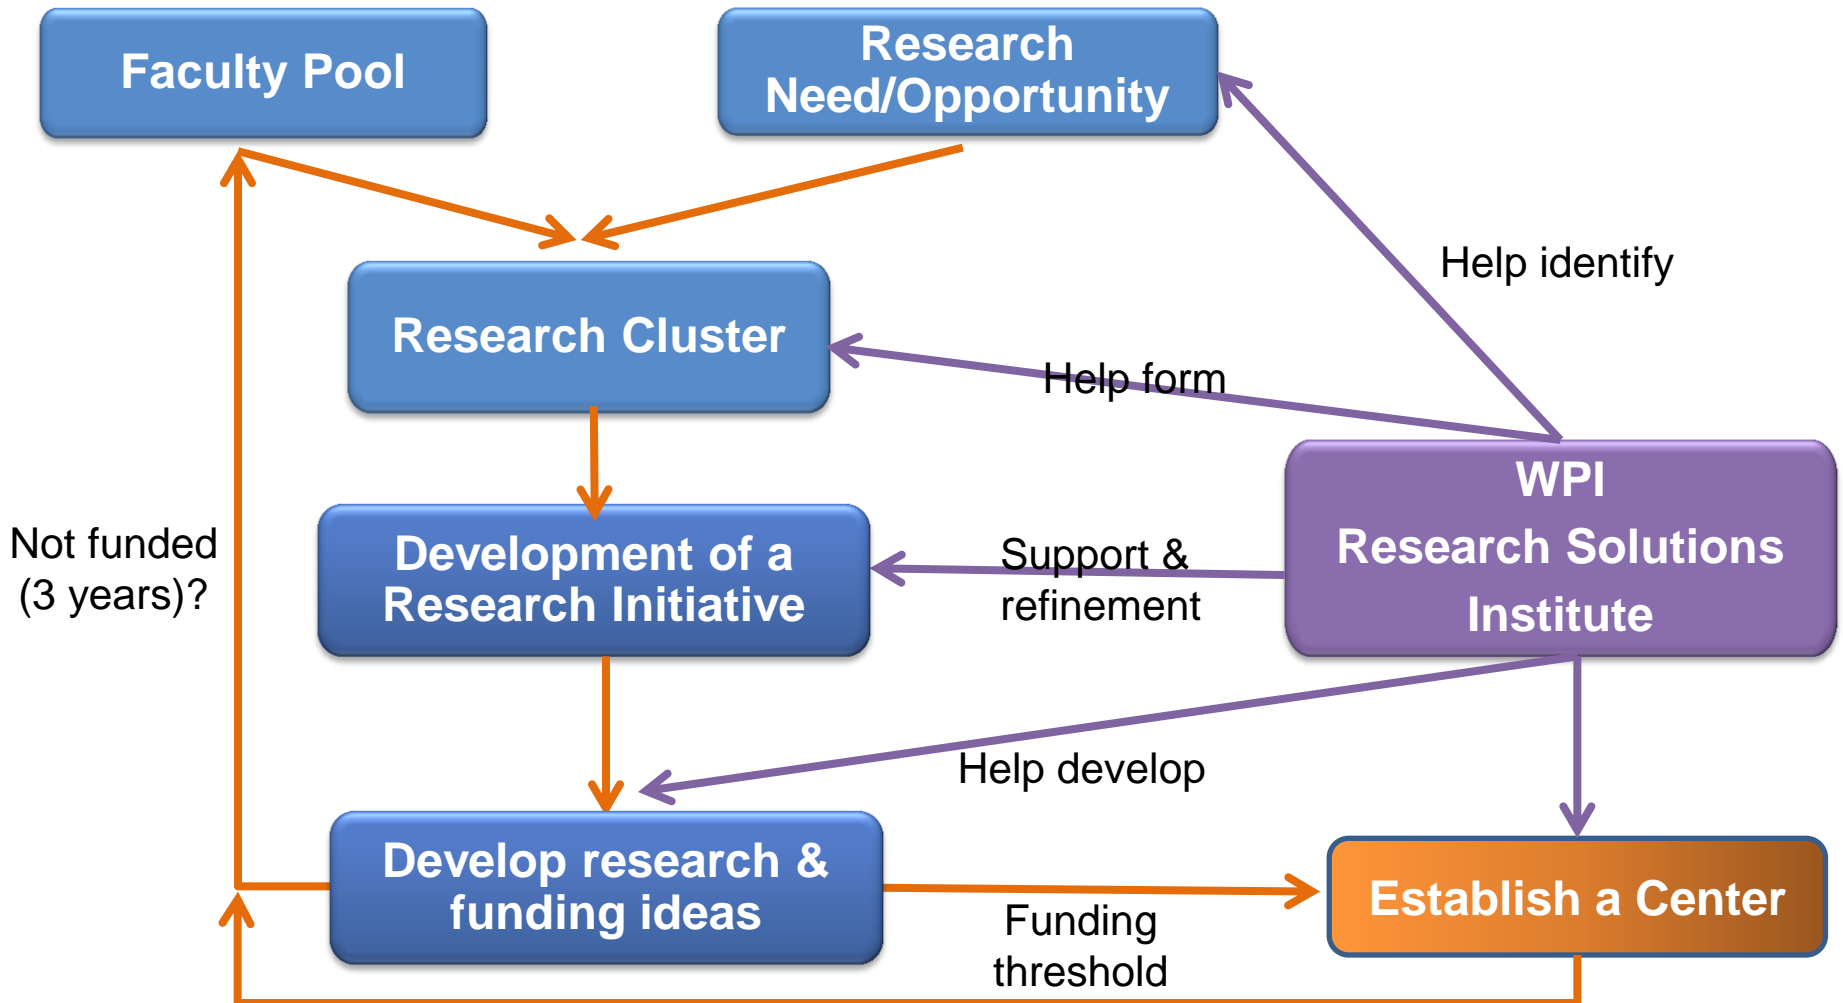 Faculty Pool
Research
Need/Opportunity
Help identify
Research Cluster
Help form
WPI
Research Solutions
Institute
Not funded
(3 years)?
Development of a
Research Initiative
Support &
refinement
Help develop
Develop research &
funding ideas
Funding
threshold
Establish a Center